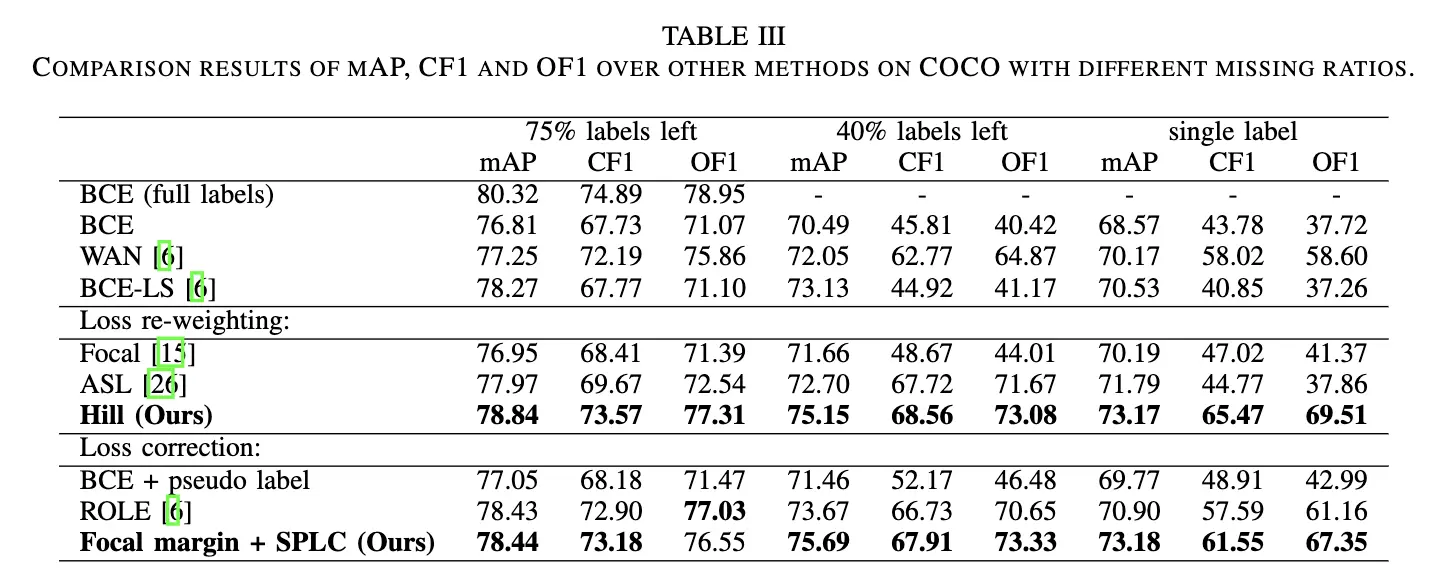 TABLE III
COMPARISON RESULTS OF MAP, CF1 AND OF1 OVER OTHER METHODS ON COCO WITH DIFFERENT MISSING RATIOS.
75% labels left 40% labels left single label
mAP CF1 OF1 mAP CF1 OF1 mAP CF1 OF1
BCE (full labels) 80.32 74.89 78.95 - - - - - -
BCE 76.81 67.73 71.07 70.49 45.81 40.42 68.57 43.78 37.72
WAN [6] 77.25 72.19 75.86 72.05 62.77 64.87 70.17 58.02 58.60
BCE-LS [6] 78.27 67.77 71.10 73.13 44.92 41.17 70.53 40.85 37.26
Loss re-weighting:
Focal [15] 76.95 68.41 71.39 71.66 48.67 44.01 70.19 47.02 41.37
ASL [26] 77.97 69.67 72.54 72.70 67.72 71.67 71.79 44.77 37.86
Hill (Ours) 78.84 73.57 77.31 75.15 68.56 73.08 73.17 65.47 69.51
Loss correction:
BCE + pseudo label 77.05 68.18 71.47 71.46 52.17 46.48 69.77 48.91 42.99
ROLE [6] 78.43 72.90 77.03 73.67 66.73 70.65 70.90 57.59 61.16
Focal margin + SPLC (Ours) 78.44 73.18 76.55 75.69 67.91 73.33 73.18 61.55 67.35